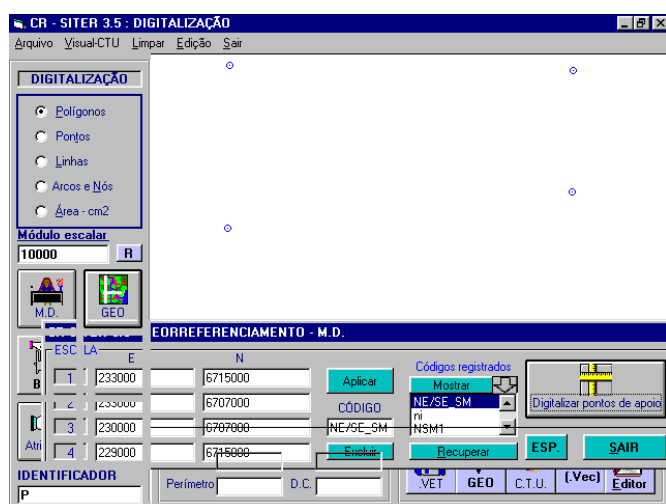 CR - SITER 3.5 : DIGITALIZAÇÃO
Arquivo Visual-CTU Limpar Edição Sair
DIGITALIZAÇÃO
Polígonos
Pontos
Linhas
Arcos e Nós
Área - cm2
Módulo escalar
10000 R
M.D. GEO
EORREFERENCIAMENTO - M.D.
ESC LA
E N
1 233000 6715000
2 233000 6707000
3 230000 6707000
4 229000 6715000
Aplicar
CÓDIGO
NE/SE_SM
Excluir
Códigos registrados
Mostrar
NE/SE_SM
ni
NSM1
Recuperar
Digitalizar pontos de apoio
ESP. SAIR
B
Atri
IDENTIFICADOR
P
Perímetro D.C.
.VET GEO C.T.U. (.Vec) Editor